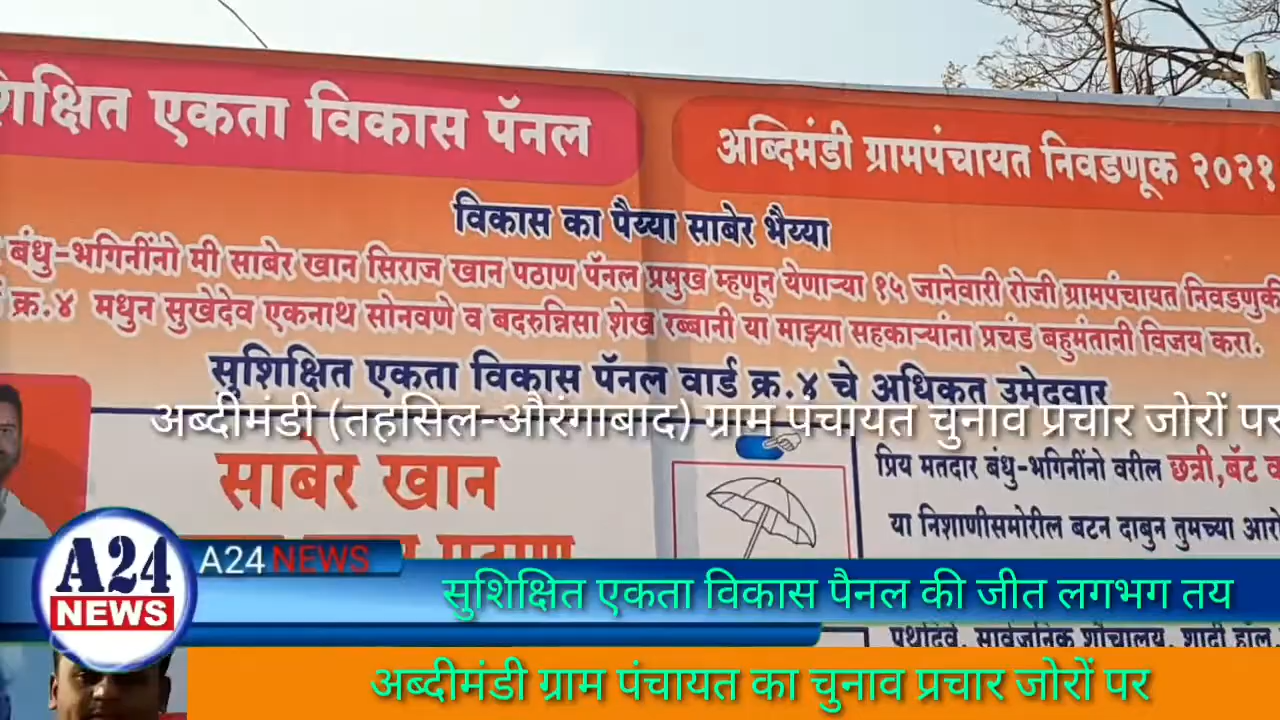 शिक्षित एकता विकास पॅनल
अब्दिमंडी ग्रामपंचायत निवडणूक २०२१
विकास का पैय्या साबेर भैय्या
बंधु-भगिनींनो मी साबेर खान सिराज खान पठाण पॅनल प्रमुख म्हणून येणाऱ्या १५ जानेवारी रोजी ग्रामपंचायत निवडणुकी
क्र.४ मथुन सुखेदेव एकनाथ सोनवणे व बदरुन्निसा शेख रब्बानी या माझ्या सहकाऱ्यांना प्रचंड बहुमंतानी विजय करा.
सुशिक्षित एकता विकास पॅनल वार्ड क्र.४ चे अधिकत उमेदवार
अब्दीमंडी (तहसिल-औरंगाबाद) ग्राम पंचायत चुनाव प्रचार जोरों पर
साबेर खान
प्रिय मतदार बंधु-भगिनींनो वरील छत्री,बॅट
या निशाणीसमोरील बटन दाबुन तुमच्या
A24 NEWS
A24 NEWS
सुशिक्षित एकता विकास पैनल की जीत लगभग तय
सार्वजनिक शौचालय, शादी हॉल,
अब्दीमंडी ग्राम पंचायत का चुनाव प्रचार जोरों पर